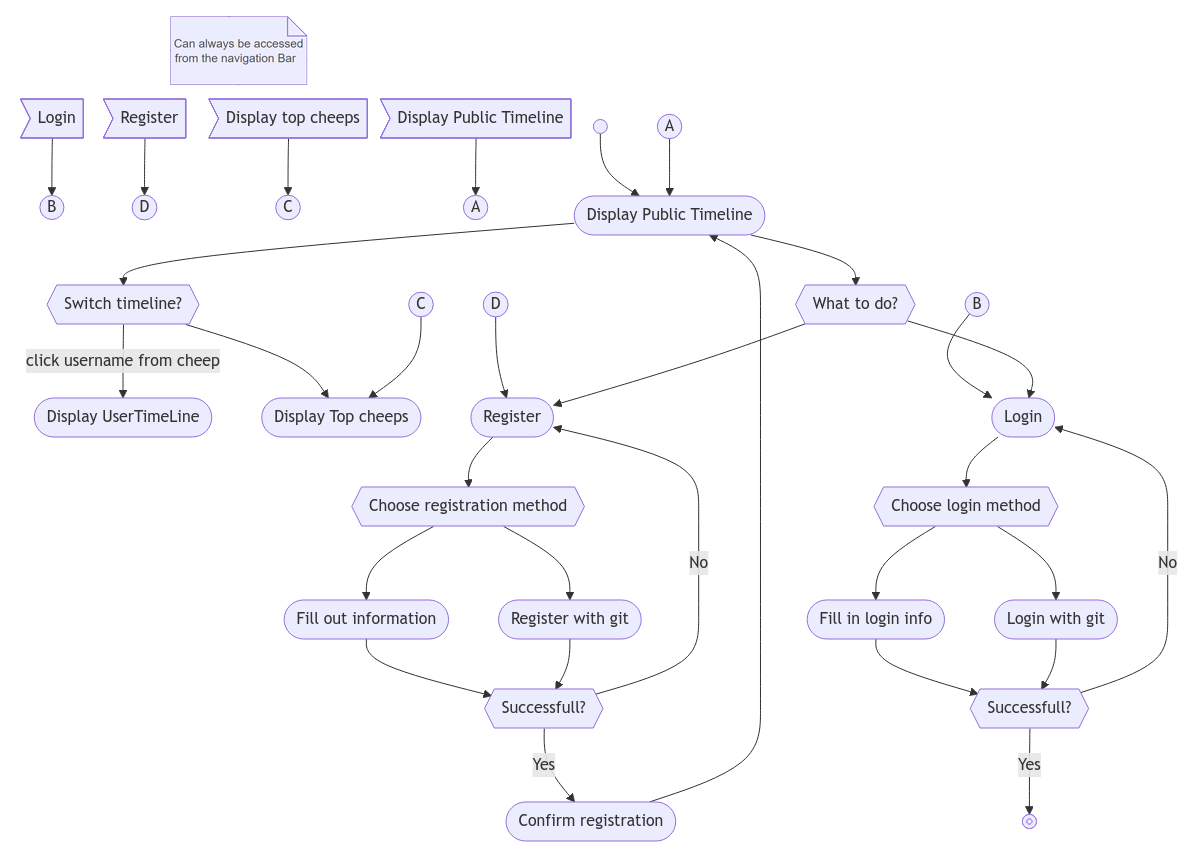 Can always be accessed
from the navigation Bar
Login
Register
Display top cheeps
Display Public Timeline
A
B
D
C
A
Display Public Timeline
Switch timeline?
C
D
What to do?
B
click username from cheep
Display UserTimeLine
Display Top cheeps
Register
Login
Choose registration method
Choose login method
No
No
Fill out information
Register with git
Fill in login info
Login with git
Successfull?
Successfull?
Yes
Yes
Confirm registration